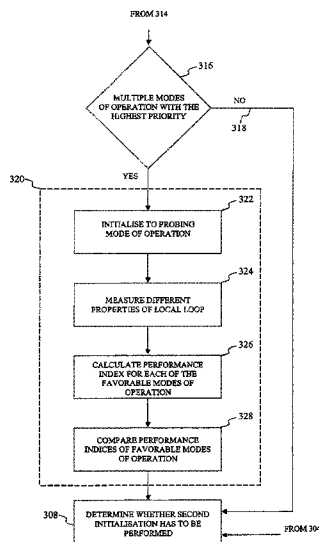 FROM 314
316
MULTIPLE MODES
OF OPERATION WITH THE
HIGHEST PRIORITY
NO
318
YES
320
322
INITIALISE TO PROBING
MODE OF OPERATION
324
MEASURE DIFFERENT
PROPERTIES OF LOCAL LOOP
326
CALCULATE PERFORMANCE
INDEX FOR EACH OF THE
FAVORABLE MODES OF
OPERATION
328
COMPARE PERFORMANCE
INDICES OF FAVORABLE MODES
OF OPERATION
308
DETERMINE WHETHER SECOND
INITIALISATION HAS TO BE
PERFORMED
FROM 304